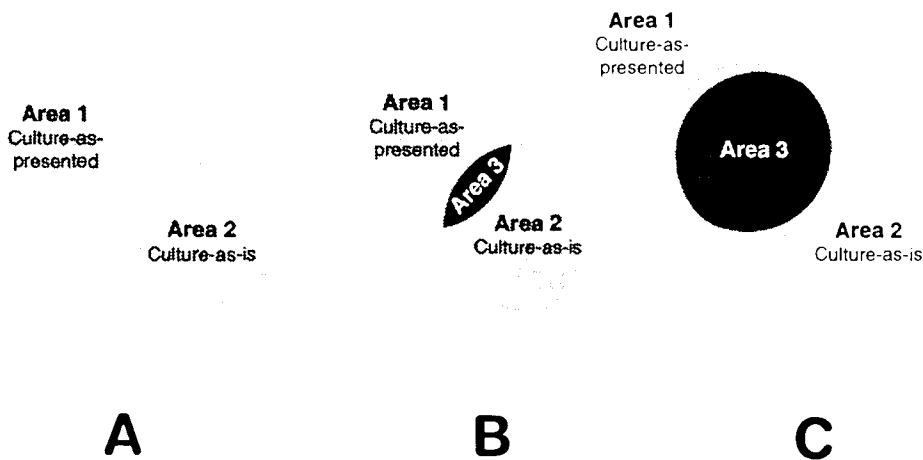 Area 1
Culture-as-
presented
Area 2
Culture-as-is
A
Area 1
Culture-as-
presented
Area 3
Area 2
Culture-as-is
B
Area 1
Culture-as-
presented
Area 3
Area 2
Culture-as-is
C